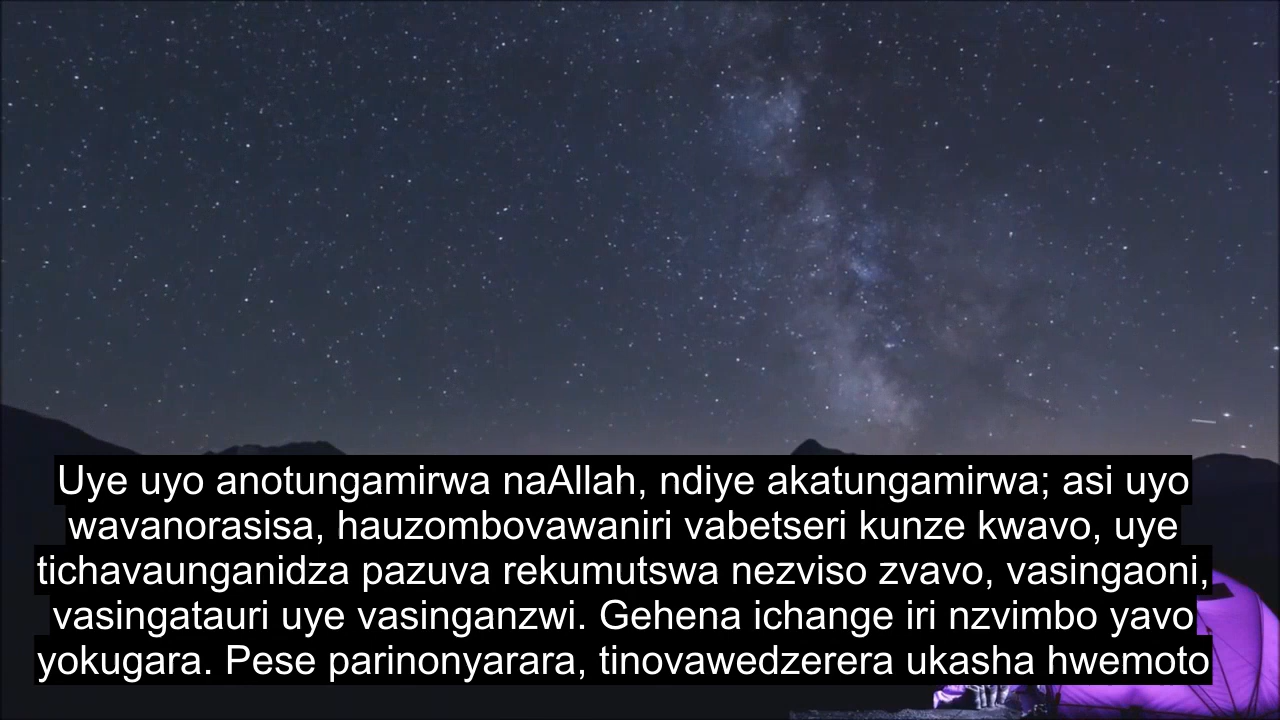 Uye uyo anotungamirwa naAllah, ndiye akatungamirwa; asi uyo
wavanorasisa, hauzombovawaniri vabetseri kunze kwavo, uye
tichavaunganidza pazuva rekumutswa nezviso zvavo, vasingaoni,
vasingatauri uye vasinganzwi. Gehena ichange iri nzvimbo yavo
yokugara. Pese parinonyarara, tinovawedzerera ukasha hwemoto